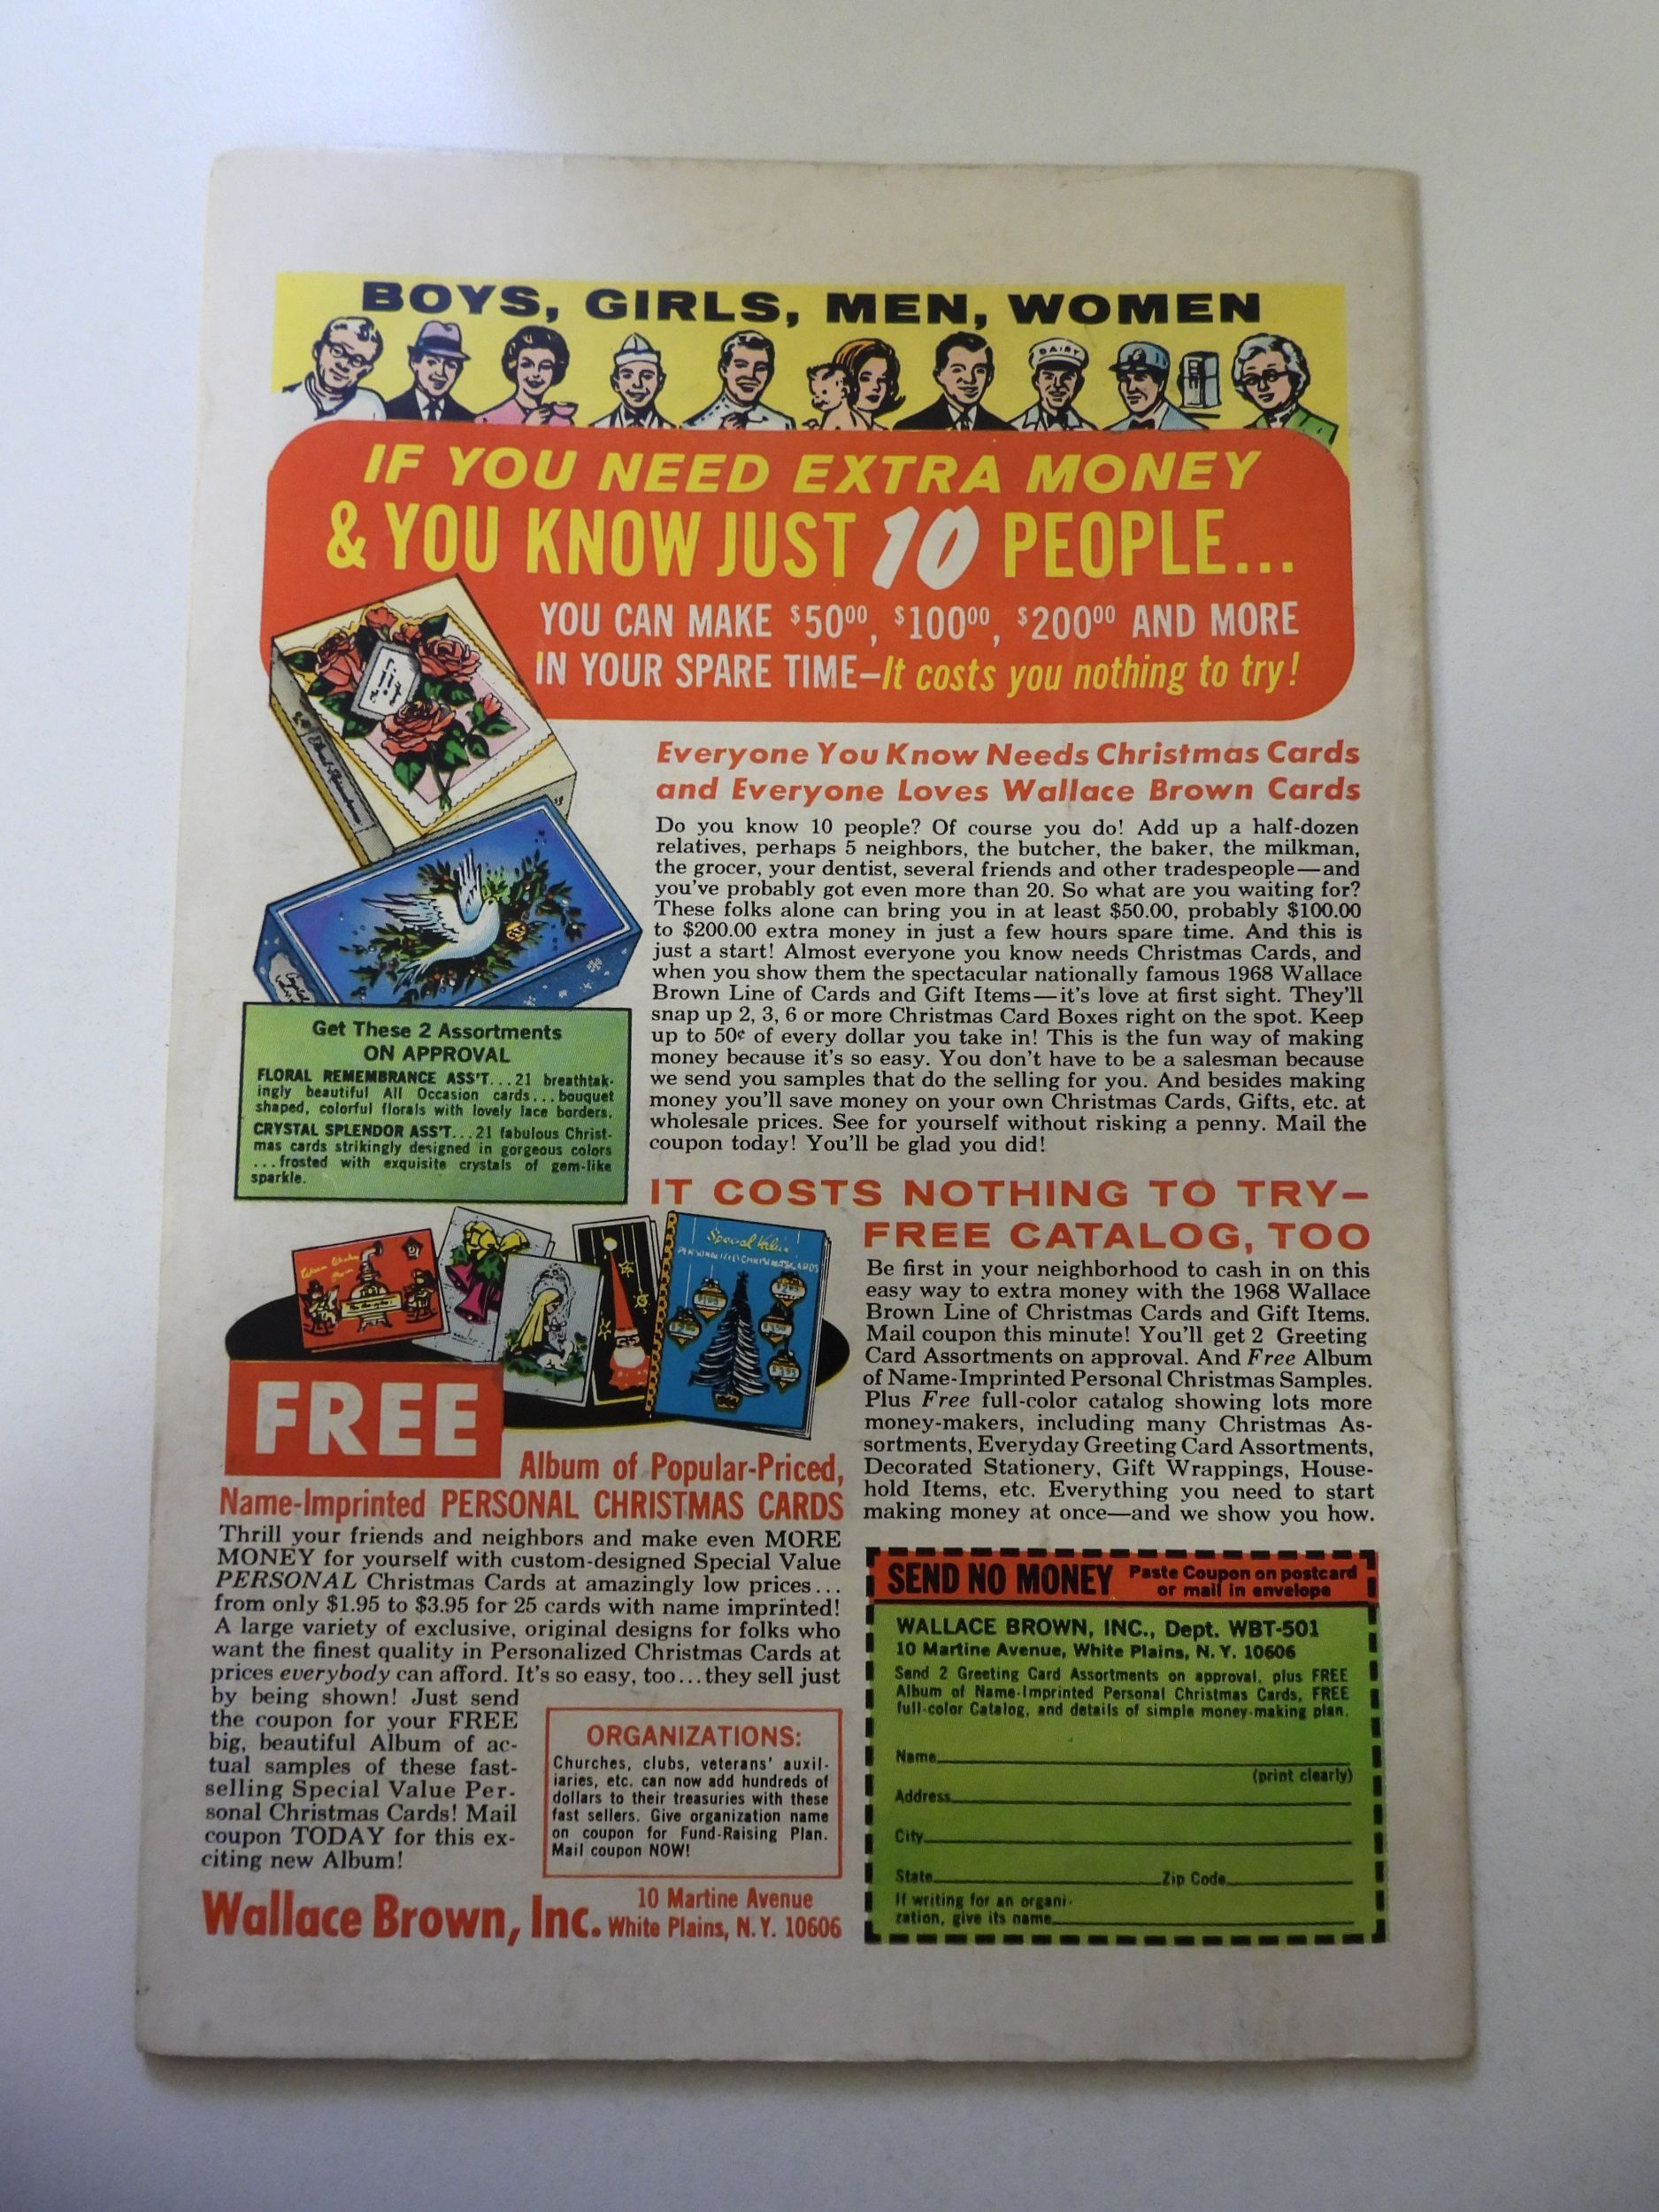 BOYS, GIRLS, MEN, WOMEN
DAIRY
IF YOU NEED EXTRA MONEY
& YOU KNOW JUST 10 PEOPLE...
YOU CAN MAKE $50⁰⁰, $100⁰⁰, $200⁰⁰ AND MORE
IN YOUR SPARE TIME–It costs you nothing to try!
Everyone You Know Needs Christmas Cards
and Everyone Loves Wallace Brown Cards
Do you know 10 people? Of course you do! Add up a half-dozen
relatives, perhaps 5 neighbors, the butcher, the baker, the milkman,
the grocer, your dentist, several friends and other tradespeople—and
you've probably got even more than 20. So what are you waiting for?
These folks alone can bring you in at least $50.00, probably $100.00
to $200.00 extra money in just a few hours spare time. And this is
just a start! Almost everyone you know needs Christmas Cards, and
when you show them the spectacular nationally famous 1968 Wallace
Brown Line of Cards and Gift Items—it's love at first sight. They'll
snap up 2, 3, 6 or more Christmas Card Boxes right on the spot. Keep
up to 50¢ of every dollar you take in! This is the fun way of making
money because it's so easy. You don't have to be a salesman because
we send you samples that do the selling for you. And besides making
money you'll save money on your own Christmas Cards, Gifts, etc. at
wholesale prices. See for yourself without risking a penny. Mail the
coupon today! You'll be glad you did!
Get These 2 Assortments
ON APPROVAL
FLORAL REMEMBRANCE ASS'T...21 breathtak-
ingly beautiful All Occasion cards...bouquet
shaped, colorful florals with lovely lace borders.
CRYSTAL SPLENDOR ASS'T...21 fabulous Christ-
mas cards strikingly designed in gorgeous colors
...frosted with exquisite crystals of gem-like
sparkle.
IT COSTS NOTHING TO TRY–
FREE CATALOG, TOO
Be first in your neighborhood to cash in on this
easy way to extra money with the 1968 Wallace
Brown Line of Christmas Cards and Gift Items.
Mail coupon this minute! You'll get 2 Greeting
Card Assortments on approval. And Free Album
of Name-Imprinted Personal Christmas Samples.
Plus Free full-color catalog showing lots more
money-makers, including many Christmas As-
sortments, Everyday Greeting Card Assortments,
Decorated Stationery, Gift Wrappings, House-
hold Items, etc. Everything you need to start
making money at once—and we show you how.
Special Value
PERSONALIZED CHRISTMAS CARDS
FREE
Album of Popular-Priced,
Name-Imprinted PERSONAL CHRISTMAS CARDS
Thrill your friends and neighbors and make even MORE
MONEY for yourself with custom-designed Special Value
PERSONAL Christmas Cards at amazingly low prices...
from only $1.95 to $3.95 for 25 cards with name imprinted!
A large variety of exclusive, original designs for folks who
want the finest quality in Personalized Christmas Cards at
prices everybody can afford. It's so easy, too...they sell just
by being shown! Just send
the coupon for your FREE
big, beautiful Album of ac-
tual samples of these fast-
selling Special Value Per-
sonal Christmas Cards! Mail
coupon TODAY for this ex-
citing new Album!
ORGANIZATIONS:
Churches, clubs, veterans' auxil-
iaries, etc. can now add hundreds of
dollars to their treasuries with these
fast sellers. Give organization name
on coupon for Fund-Raising Plan.
Mail coupon NOW!
Wallace Brown, Inc. 10 Martine Avenue
White Plains, N.Y. 10606
SEND NO MONEY Paste Coupon on postcard
or mail in envelope
WALLACE BROWN, INC., Dept. WBT-501
10 Martine Avenue, White Plains, N.Y. 10606
Send 2 Greeting Card Assortments on approval, plus FREE
Album of Name-Imprinted Personal Christmas Cards, FREE
full-color Catalog, and details of simple money-making plan.
Name
(print clearly)
Address
City
State Zip Code
If writing for an organi-
zation, give its name